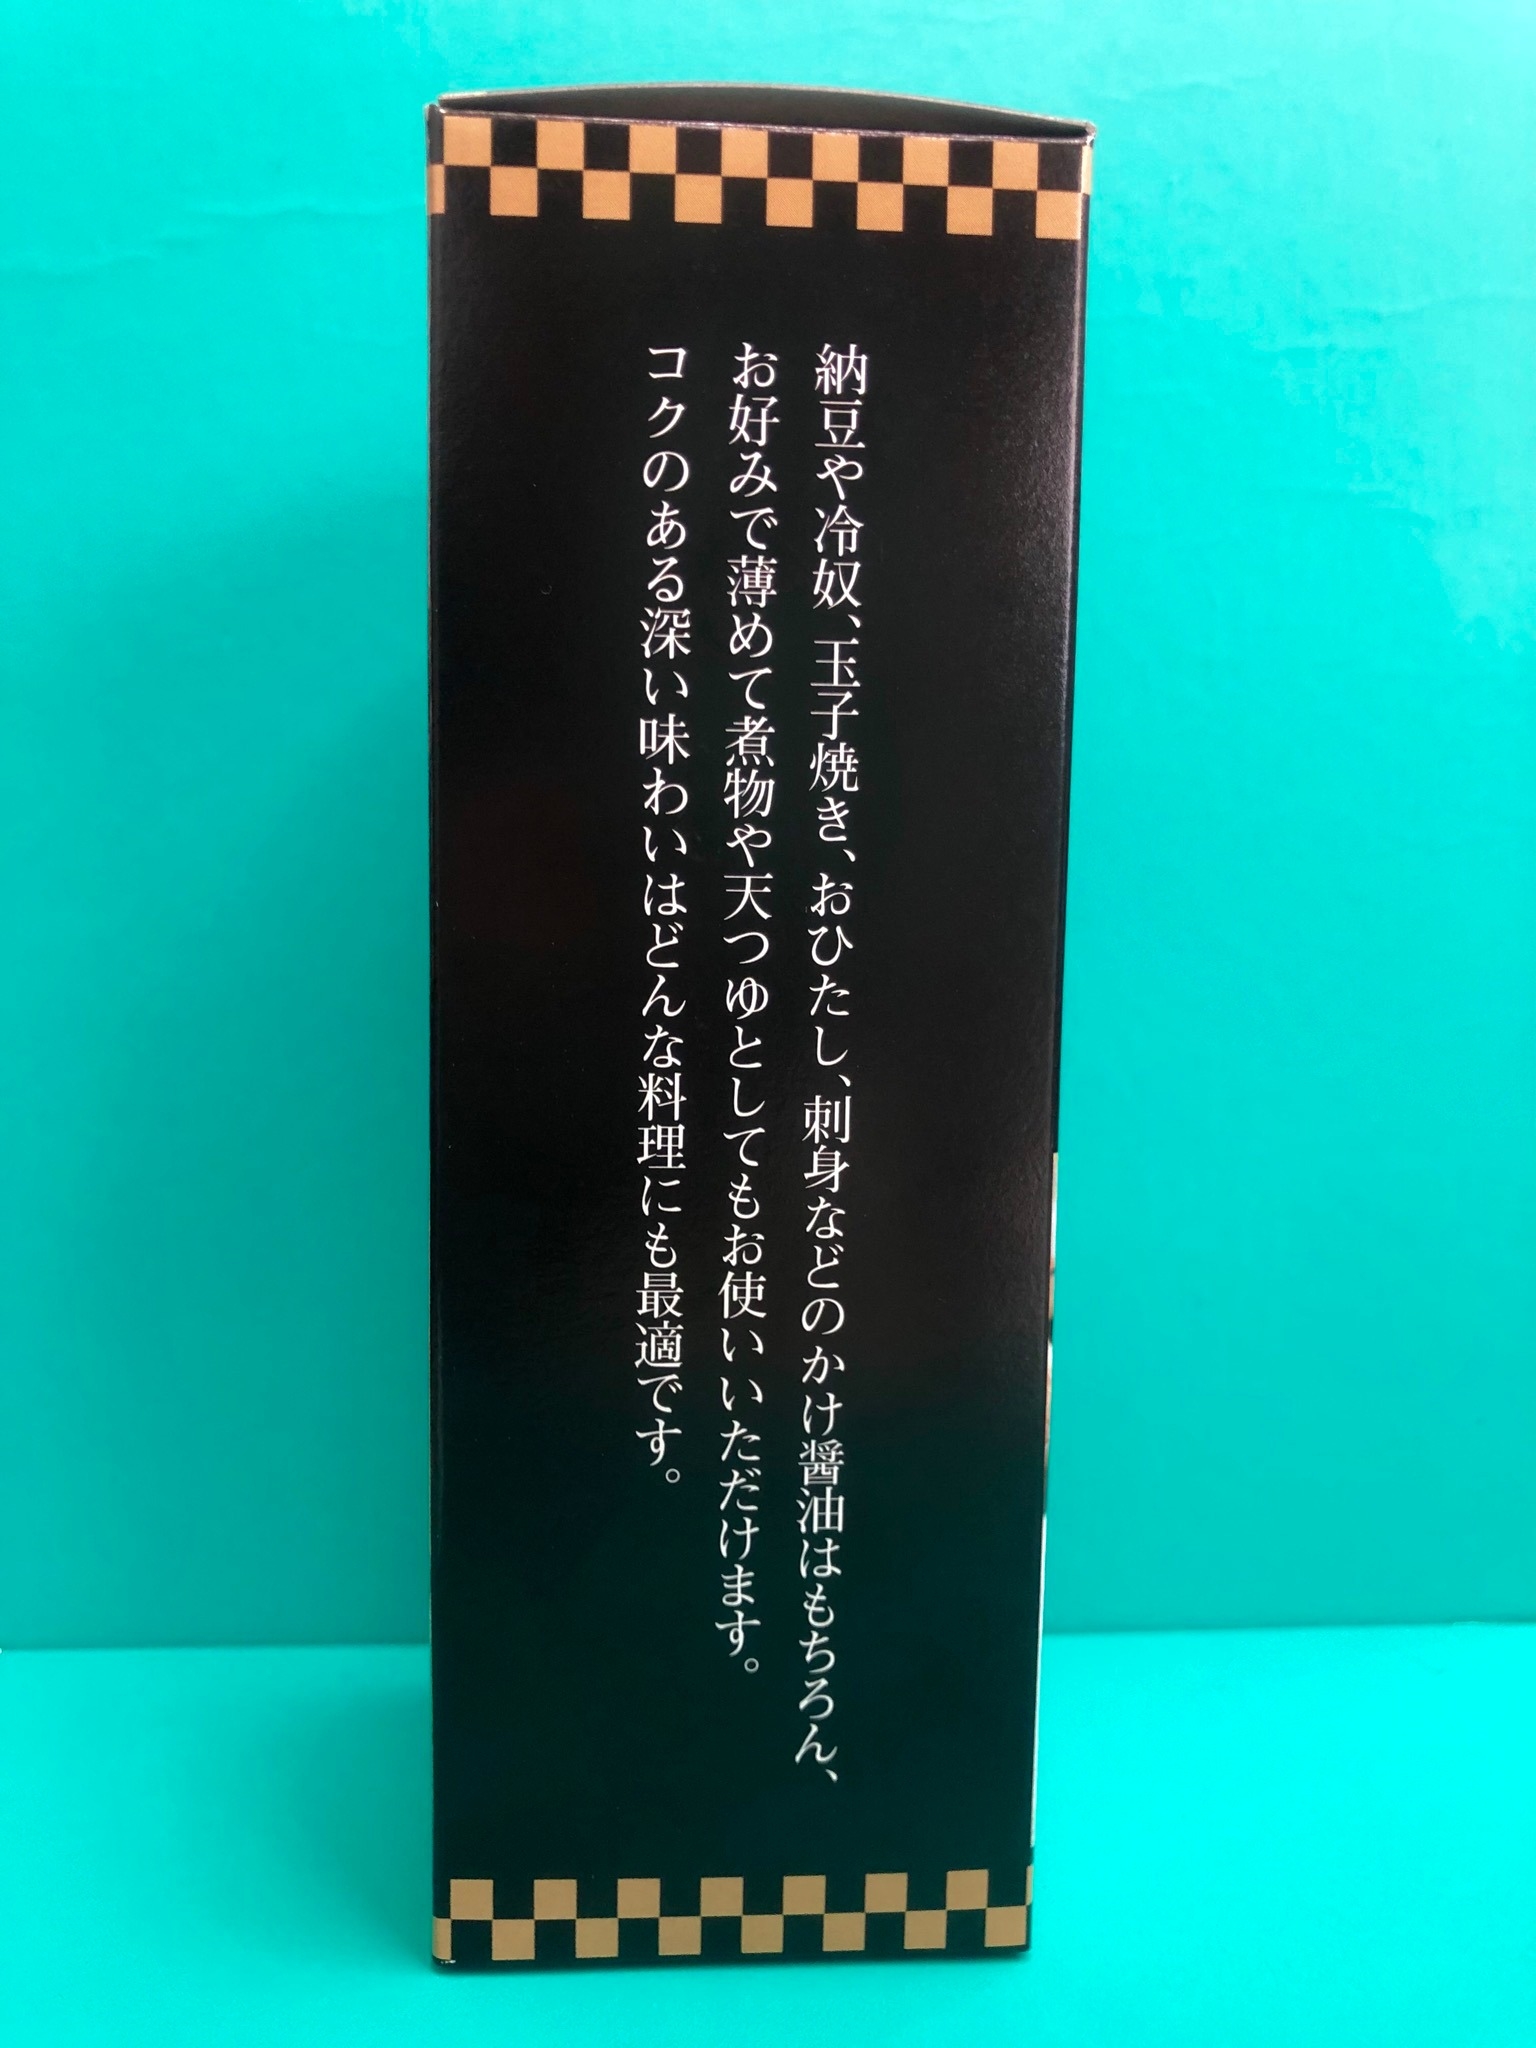 納豆や冷奴、玉子焼き、おひたし、刺身などのかけ醤油はもちろん、
お好みで薄めて煮物や天つゆとしてもお使いいただけます。
コクのある深い味わいはどんな料理にも最適です。